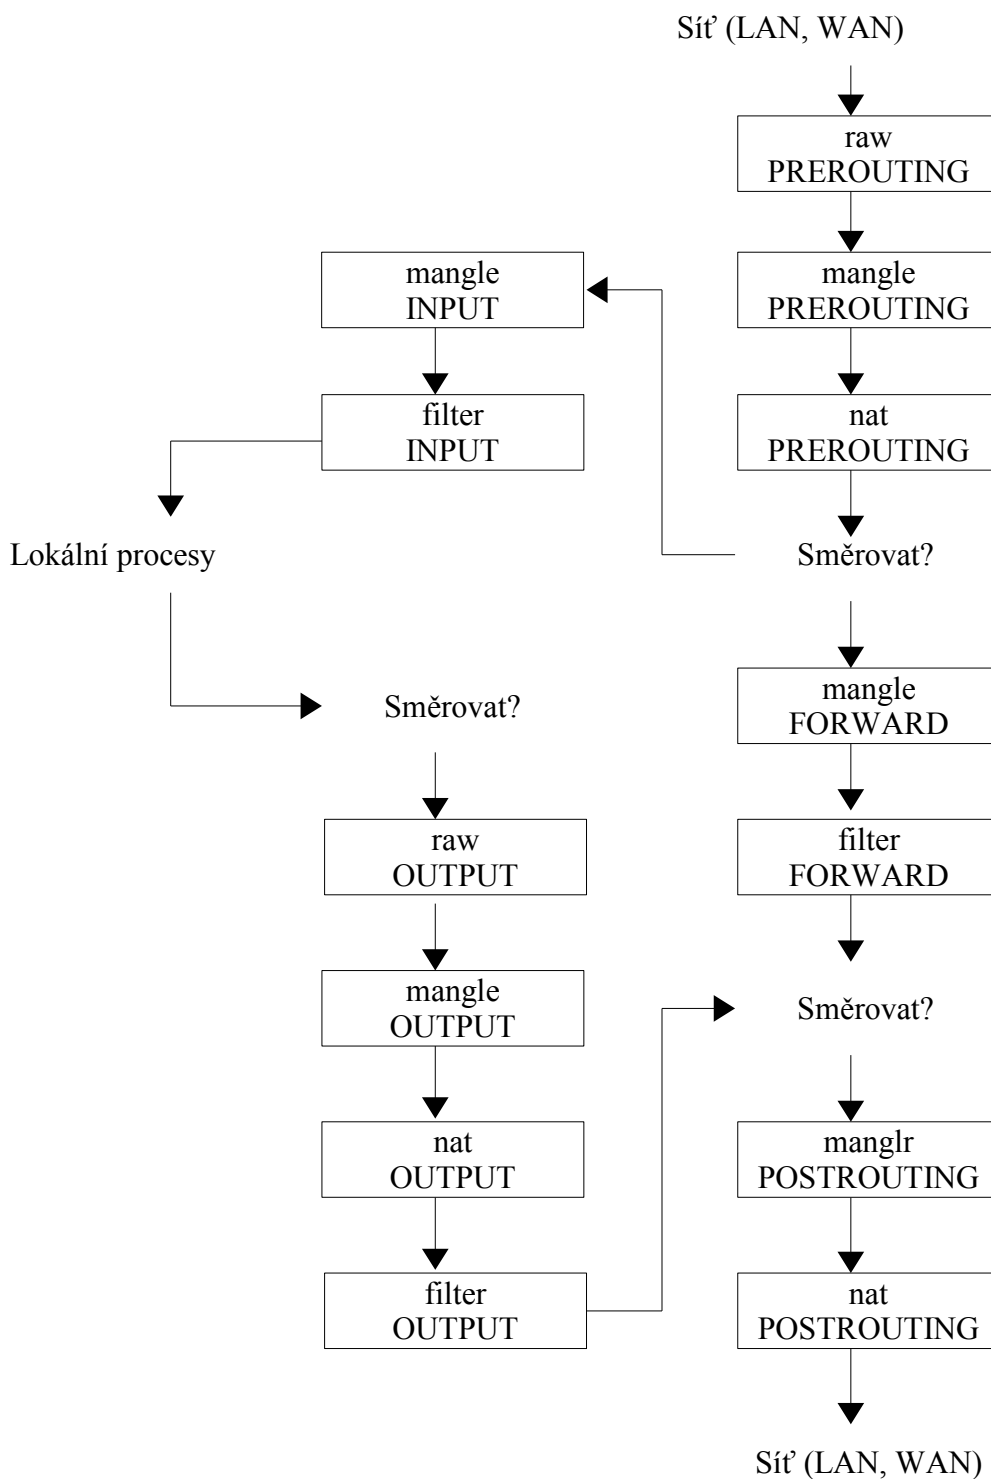 Síť (LAN, WAN)
raw
PREROUTING
mangle
INPUT
mangle
PREROUTING
filter
INPUT
nat
PREROUTING
Lokální procesy
Směrovat?
mangle
FORWARD
Směrovat?
raw
OUTPUT
filter
FORWARD
mangle
OUTPUT
Směrovat?
nat
OUTPUT
manglr
POSTROUTING
filter
OUTPUT
nat
POSTROUTING
Síť (LAN, WAN)